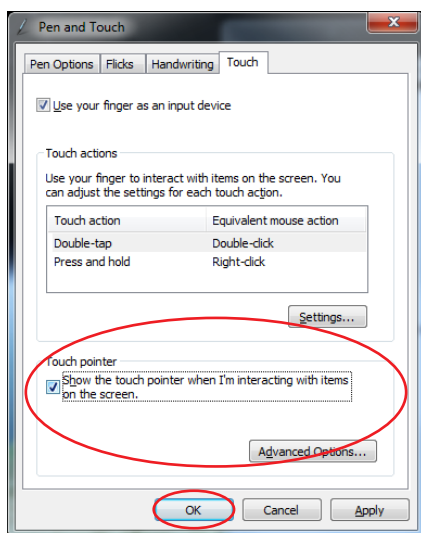 Pen and Touch
Pen Options Flicks Handwriting Touch
Use your finger as an input device
Touch actions
Use your finger to interact with items on the screen. You
can adjust the settings for each touch action.
Touch action Equivalent mouse action
Double-tap Double-click
Press and hold Right-click
Settings...
Touch pointer
Show the touch pointer when I'm interacting with items
on the screen.
Advanced Options...
OK Cancel Apply